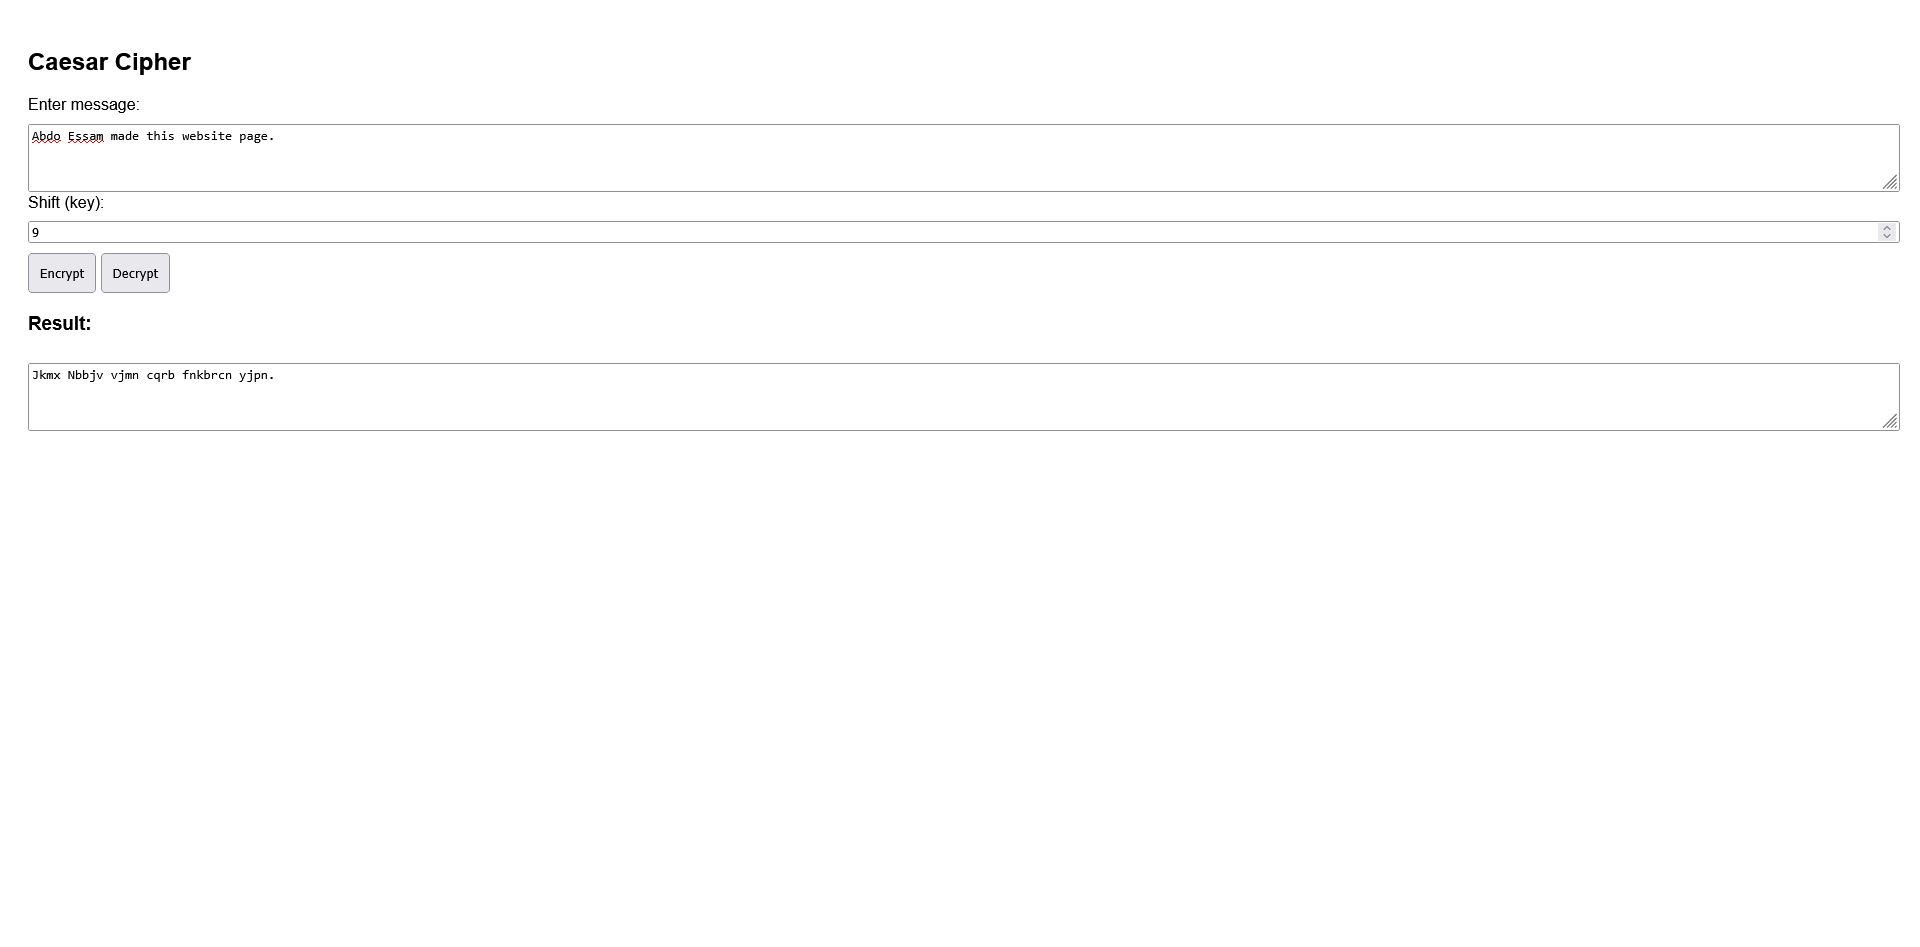 Caesar Cipher
Enter message:
Abdo Essam made this website page.
Shift (key):
9
Encrypt Decrypt
Result:
Jkmx Nbbjv vjmn cqrb fnkbrcn yjpn.